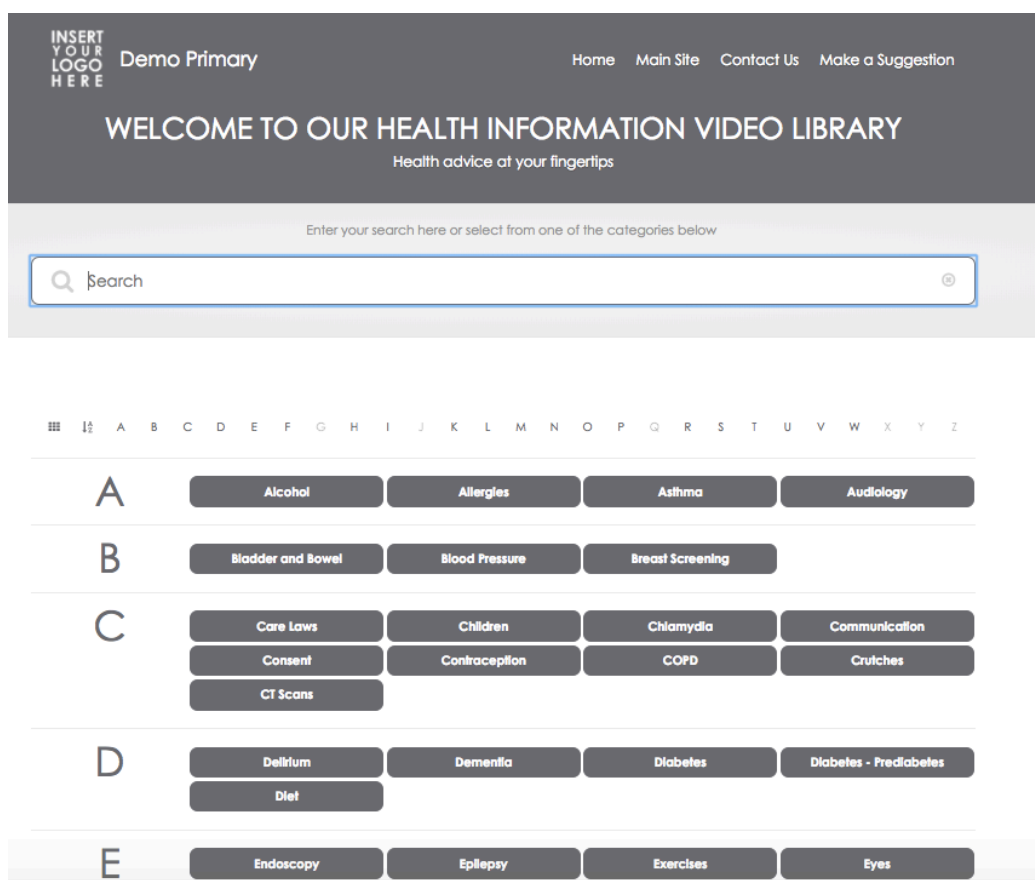 INSERT
YOUR
LOGO
HERE
Demo Primary
Home Main Site Contact Us Make a Suggestion
WELCOME TO OUR HEALTH INFORMATION VIDEO LIBRARY
Health advice at your fingertips
Enter your search here or select from one of the categories below
Search
A B C D E F G H I J K L M N O P Q R S T U V W X Y Z
A Alcohol Allergies Asthma Audiology
B Bladder and Bowel Blood Pressure Breast Screening
C Care Laws Children Chlamydia Communication
Consent Contraception COPD Crutches
CT Scans
D Delirium Dementia Diabetes Diabetes - Prediabetes
Diet
E Endoscopy Epilepsy Exercises Eyes